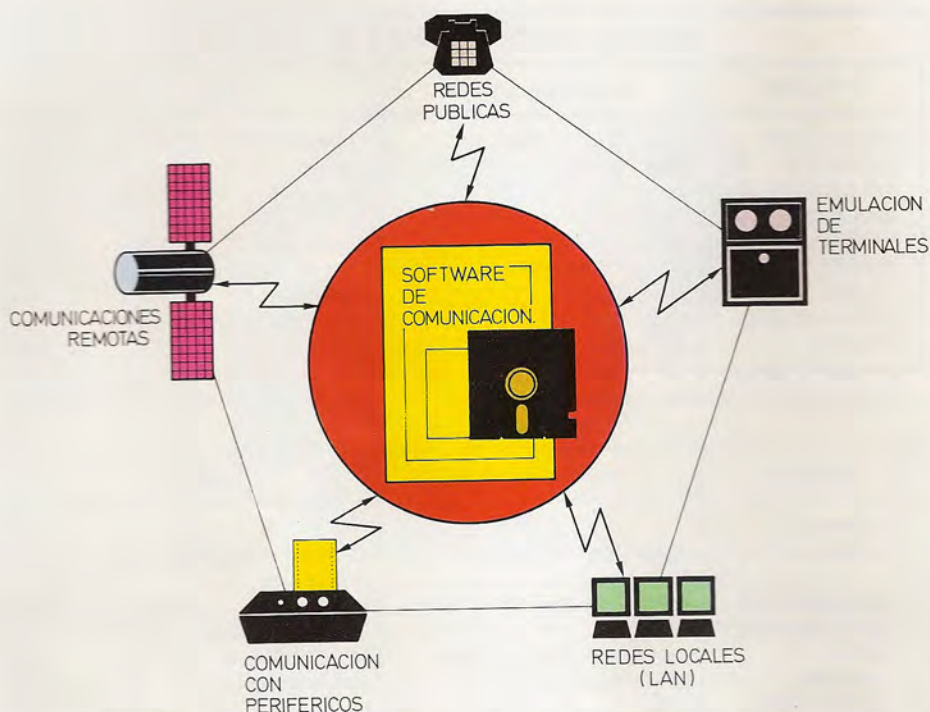 REDES
PUBLICAS
EMULACION
DE
TERMINALES
SOFTWARE
DE
COMUNICACION.
COMUNICACIONES
REMOTAS
COMUNICACION
CON
PERIFERICOS
REDES LOCALES
(LAN)